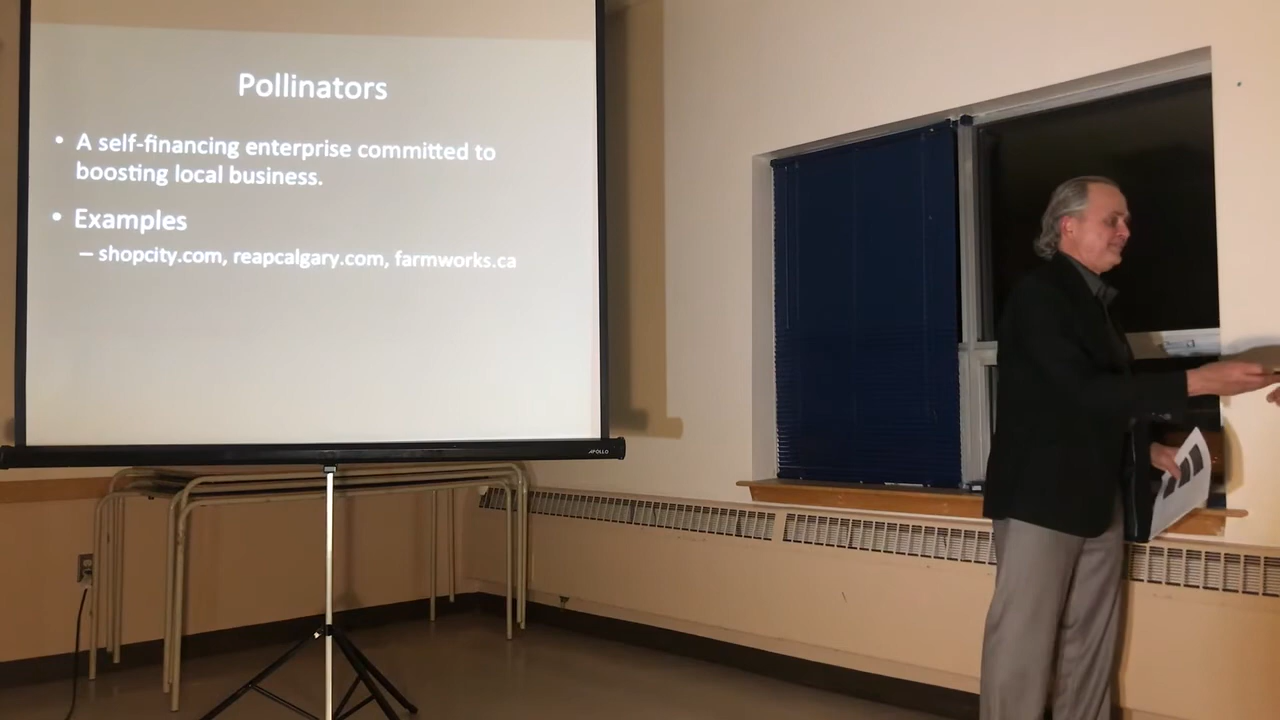 Pollinators
• A self-financing enterprise committed to
boosting local business.
• Examples
– shopcity.com, reapcalgary.com, farmworks.ca
APOLLO